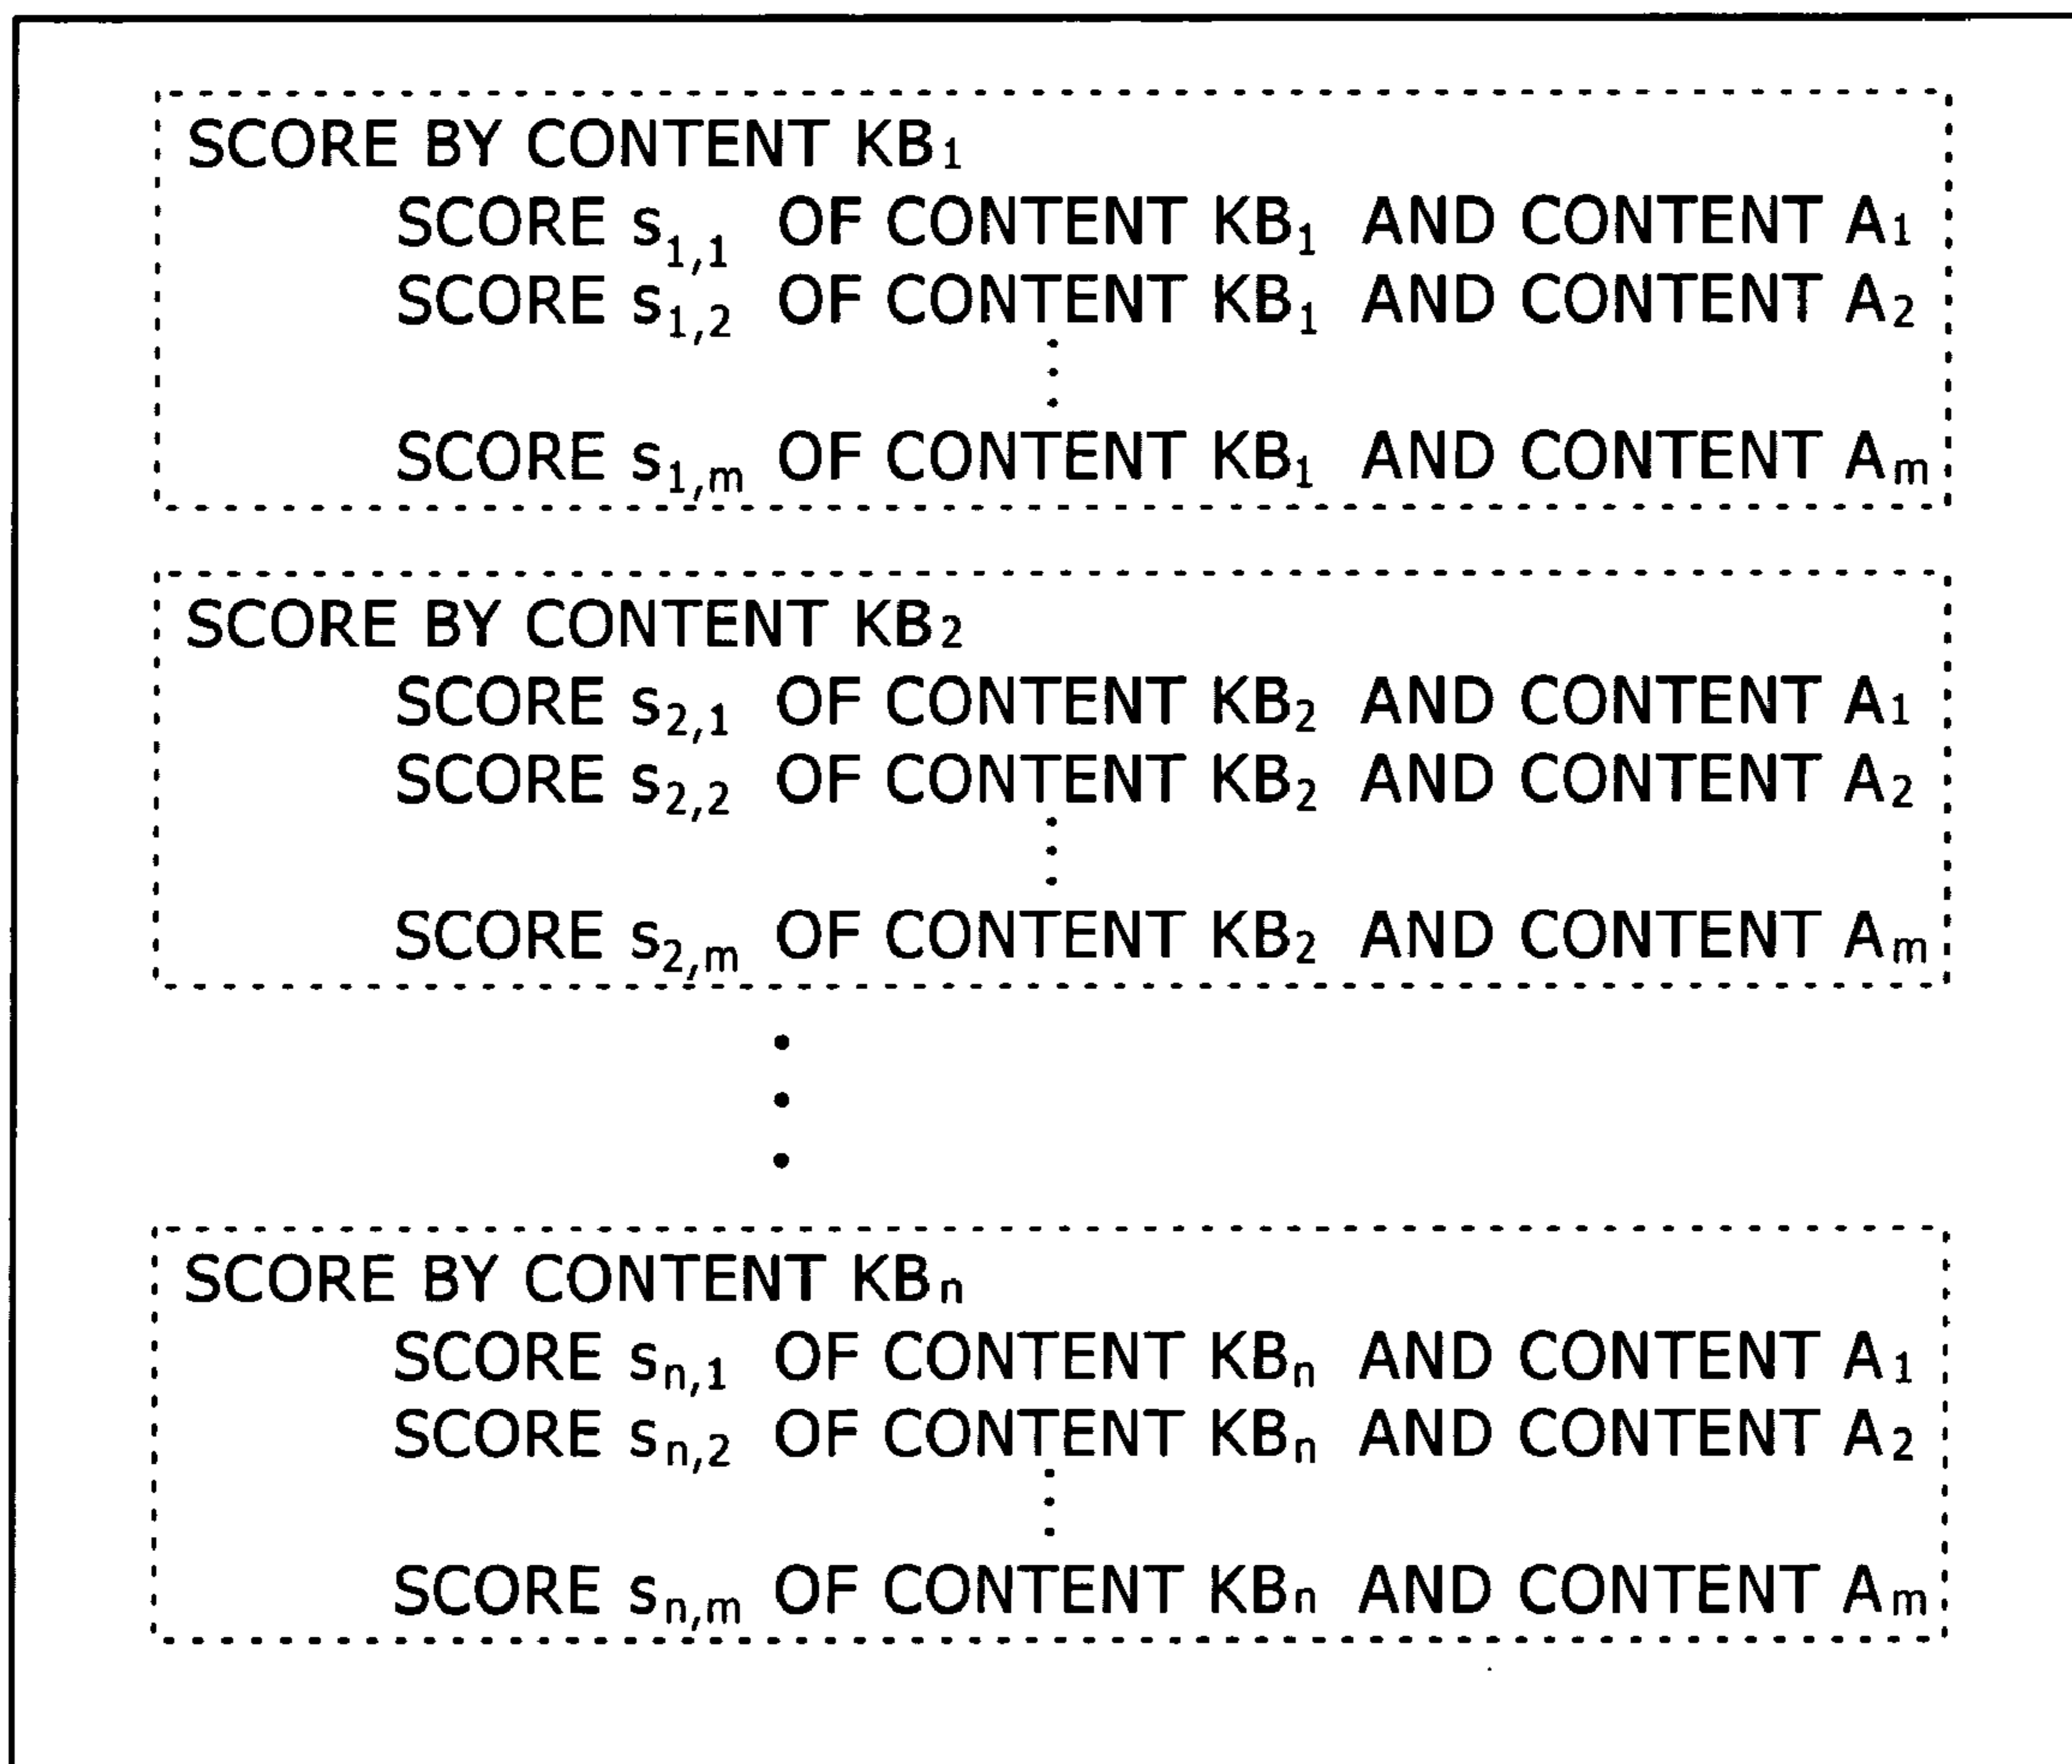 SCORE BY CONTENT KB₁
SCORE s₁,₁ OF CONTENT KB₁ AND CONTENT A₁
SCORE s₁,₂ OF CONTENT KB₁ AND CONTENT A₂
SCORE s₁,ₘ OF CONTENT KB₁ AND CONTENT Aₘ
SCORE BY CONTENT KB₂
SCORE s₂,₁ OF CONTENT KB₂ AND CONTENT A₁
SCORE s₂,₂ OF CONTENT KB₂ AND CONTENT A₂
SCORE s₂,ₘ OF CONTENT KB₂ AND CONTENT Aₘ
SCORE BY CONTENT KBₙ
SCORE sₙ,₁ OF CONTENT KBₙ AND CONTENT A₁
SCORE sₙ,₂ OF CONTENT KBₙ AND CONTENT A₂
SCORE sₙ,ₘ OF CONTENT KBₙ AND CONTENT Aₘ